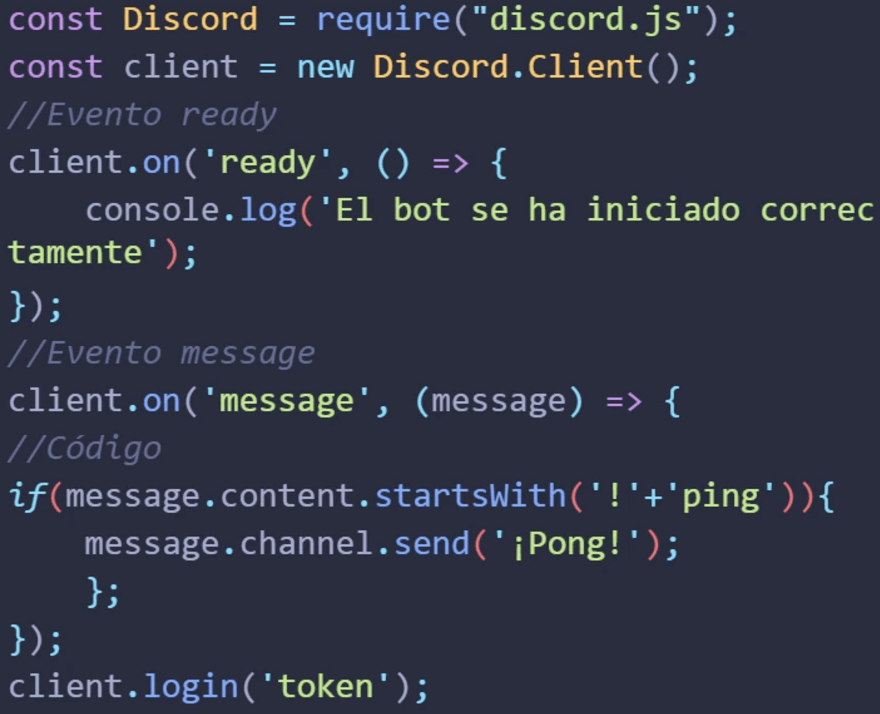 const Discord = require("discord.js");
const client = new Discord.Client();
//Evento ready
client.on('ready', () => {
    console.log('El bot se ha iniciado correc
tamente');
});
//Evento message
client.on('message', (message) => {
//Código
if(message.content.startsWith('!'+'ping')){
    message.channel.send('¡Pong!');
    };
});
client.login('token');